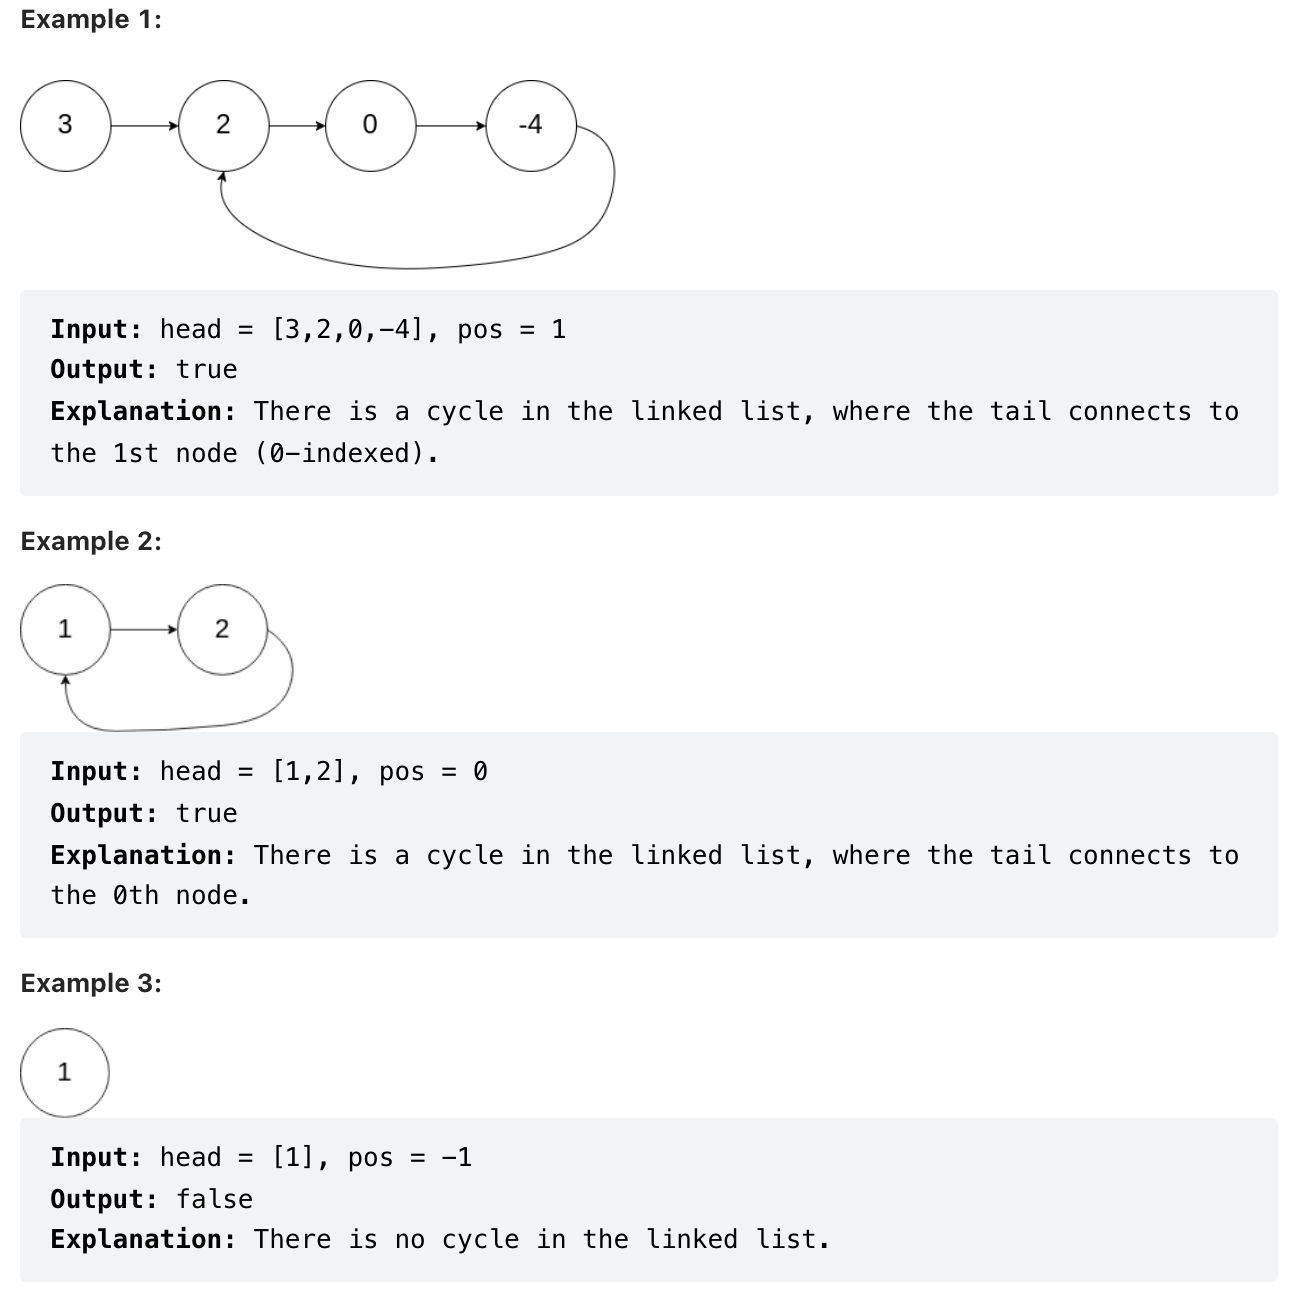 Example 1:
3 2 0 -4
Input: head = [3,2,0,-4], pos = 1
Output: true
Explanation: There is a cycle in the linked list, where the tail connects to
the 1st node (0-indexed).
Example 2:
1 2
Input: head = [1,2], pos = 0
Output: true
Explanation: There is a cycle in the linked list, where the tail connects to
the 0th node.
Example 3:
1
Input: head = [1], pos = -1
Output: false
Explanation: There is no cycle in the linked list.